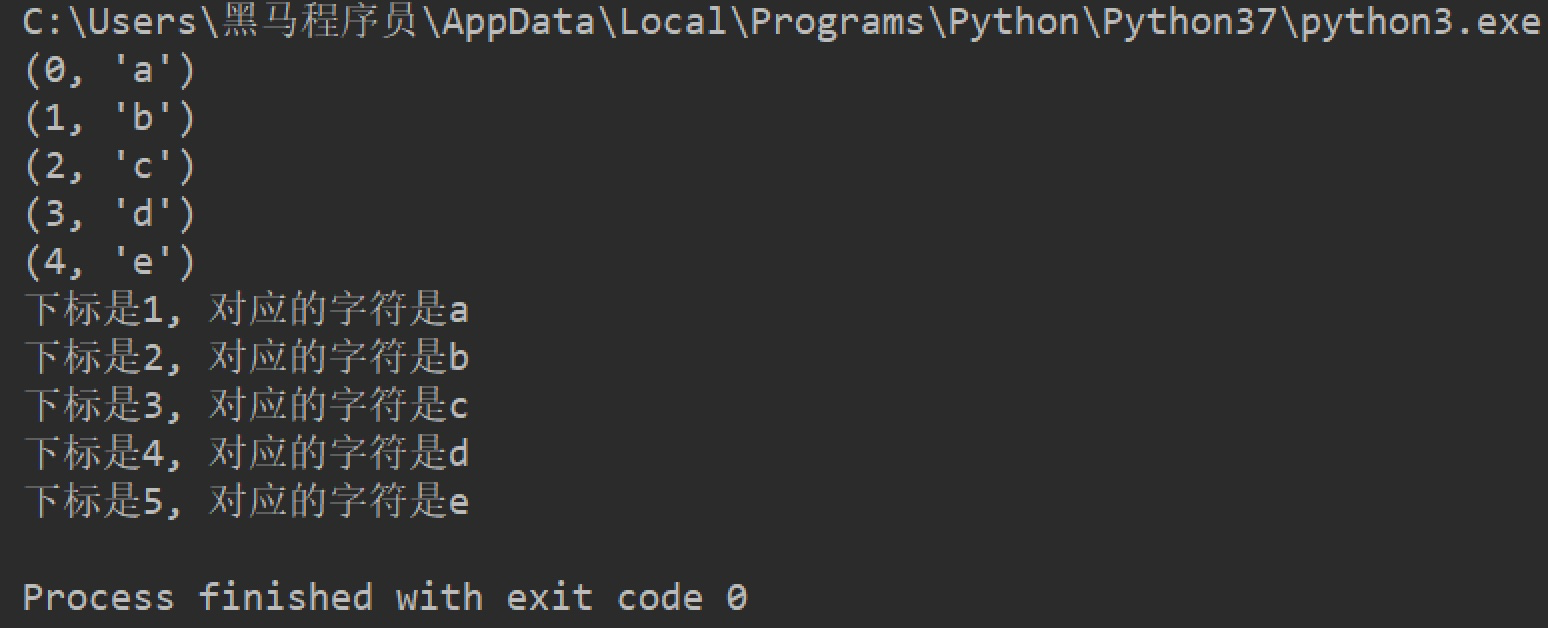 C:\Users\黑马程序员\AppData\Local\Programs\Python\Python37\python3.exe
(0, 'a')
(1, 'b')
(2, 'c')
(3, 'd')
(4, 'e')
下标是1, 对应的字符是a
下标是2, 对应的字符是b
下标是3, 对应的字符是c
下标是4, 对应的字符是d
下标是5, 对应的字符是e
Process finished with exit code 0